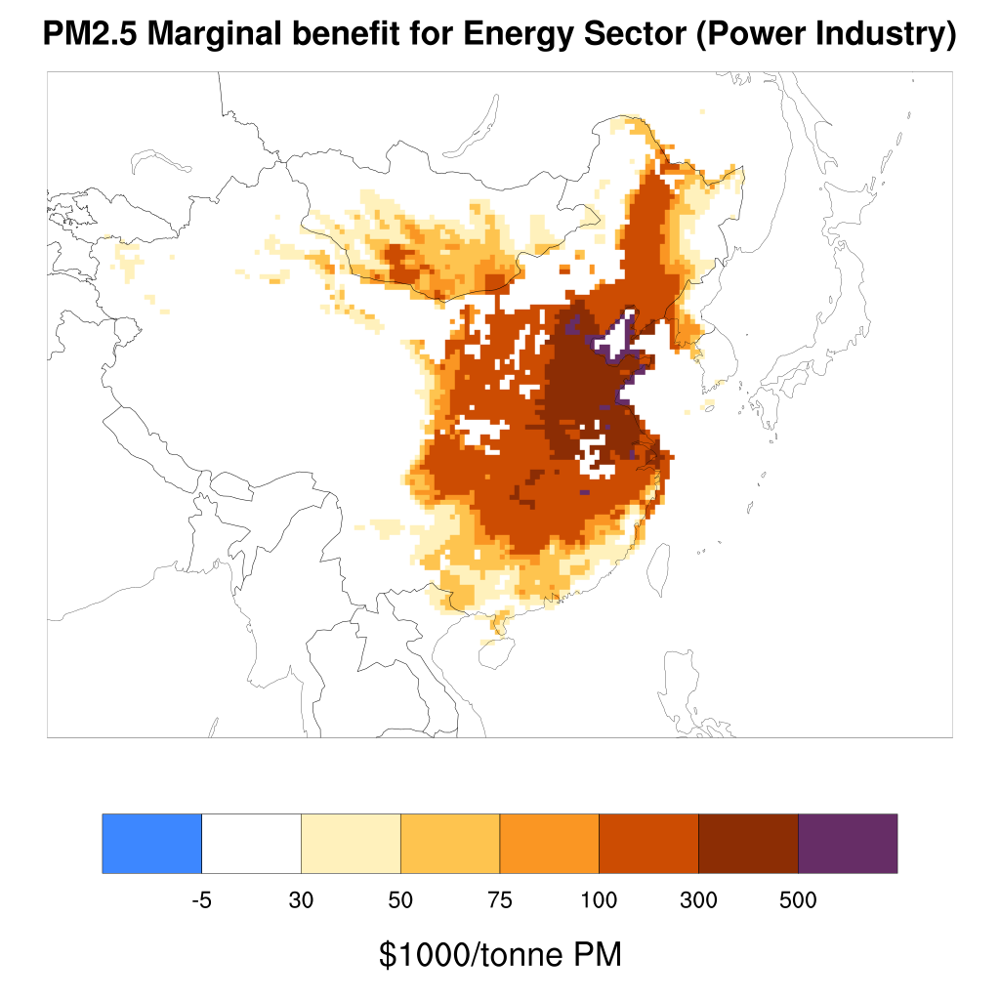 PM2.5 Marginal benefit for Energy Sector (Power Industry)
-5 30 50 75 100 300 500
$1000/tonne PM